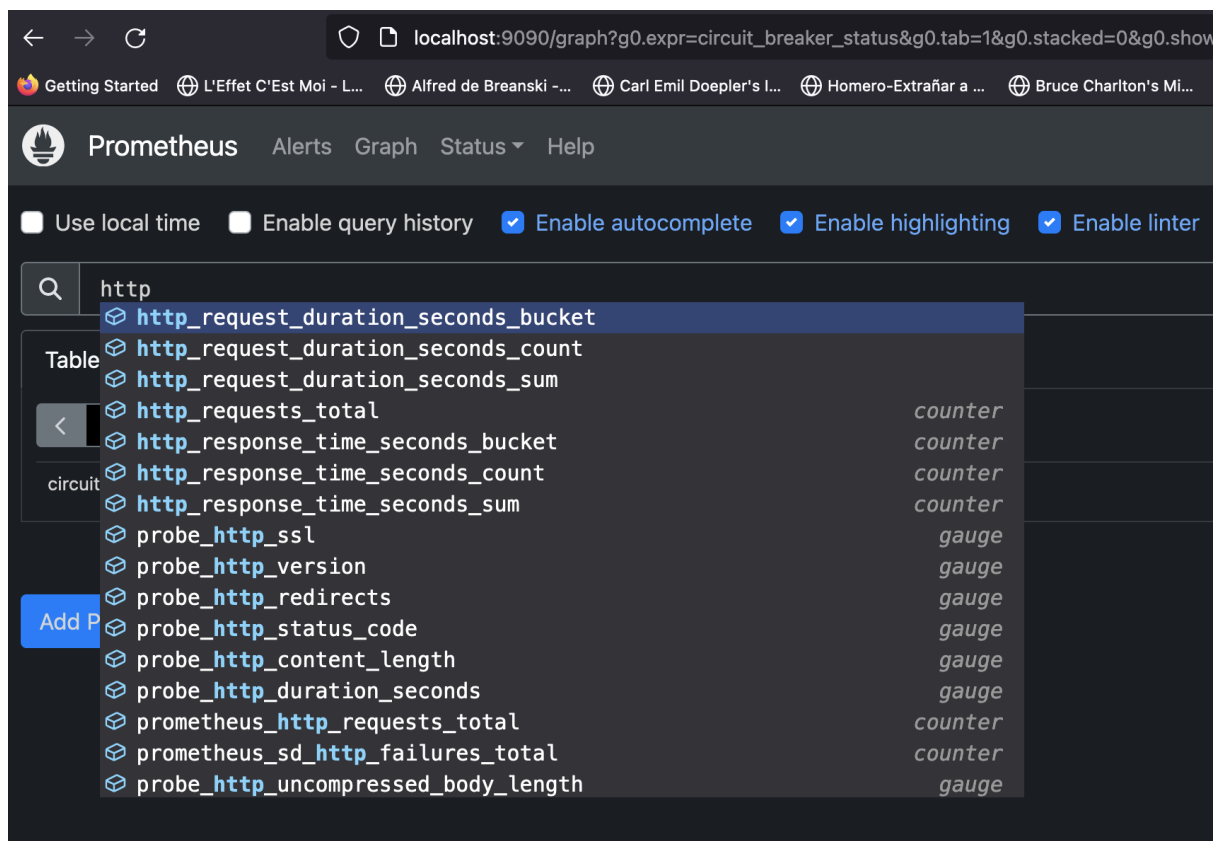 localhost:9090/graph?g0.expr=circuit_breaker_status&g0.tab=1&g0.stacked=0&g0.show
Getting Started L'Effet C'Est Moi - L... Alfred de Breanski -... Carl Emil Doepler's I... Homero-Extrañar a ... Bruce Charlton's Mi...
Prometheus Alerts Graph Status Help
Use local time Enable query history Enable autocomplete Enable highlighting Enable linter
http
http_request_duration_seconds_bucket
http_request_duration_seconds_count
Table http_request_duration_seconds_sum
http_requests_total counter
http_response_time_seconds_bucket counter
http_response_time_seconds_count counter
circuit http_response_time_seconds_sum counter
probe_http_ssl gauge
probe_http_version gauge
probe_http_redirects gauge
Add P probe_http_status_code gauge
probe_http_content_length gauge
probe_http_duration_seconds gauge
prometheus_http_requests_total counter
prometheus_sd_http_failures_total counter
probe_http_uncompressed_body_length gauge